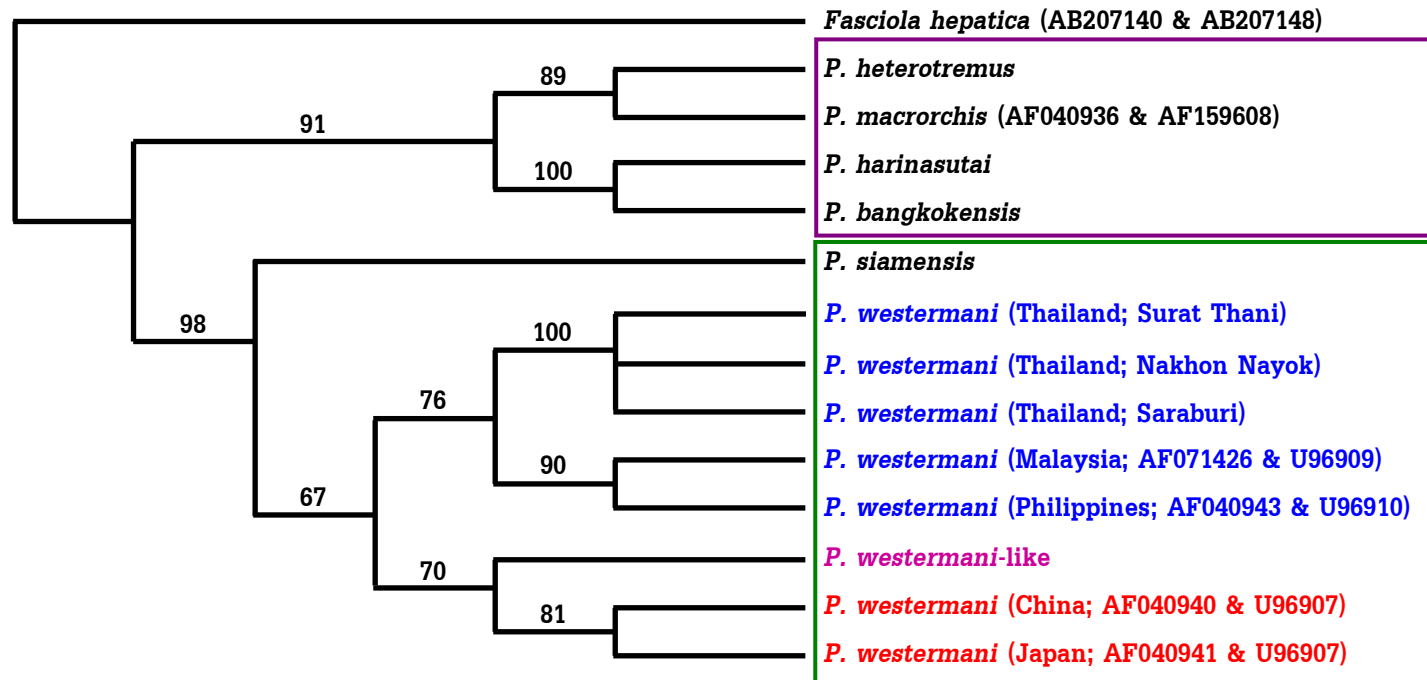 Fasciola hepatica (AB207140 & AB207148)
89
P. heterotremus
91
P. macrorchis (AF040936 & AF159608)
100
P. harinasutai
P. bangkokensis
P. siamensis
98
P. westermani (Thailand; Surat Thani)
100
P. westermani (Thailand; Nakhon Nayok)
76
P. westermani (Thailand; Saraburi)
90
P. westermani (Malaysia; AF071426 & U96909)
67
P. westermani (Philippines; AF040943 & U96910)
P. westermani-like
70
P. westermani (China; AF040940 & U96907)
81
P. westermani (Japan; AF040941 & U96907)